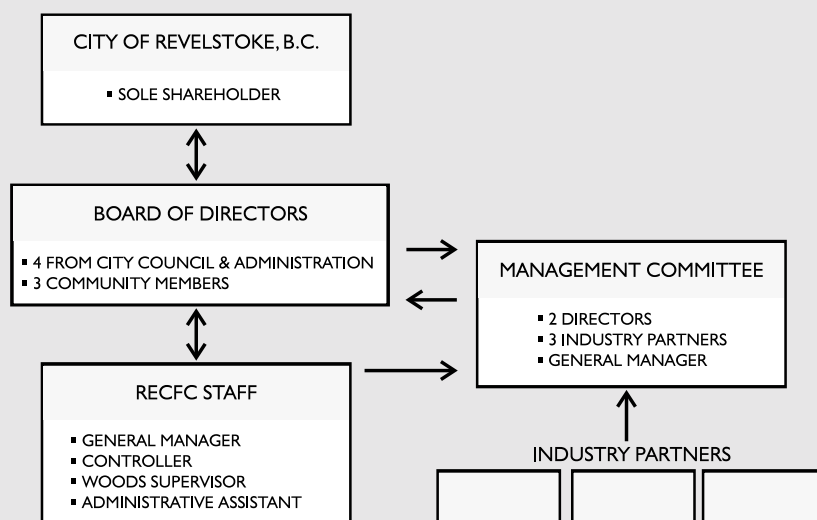 CITY OF REVELSTOKE, B.C.
▪ SOLE SHAREHOLDER
BOARD OF DIRECTORS
▪ 4 FROM CITY COUNCIL & ADMINISTRATION
▪ 3 COMMUNITY MEMBERS
MANAGEMENT COMMITTEE
▪ 2 DIRECTORS
▪ 3 INDUSTRY PARTNERS
▪ GENERAL MANAGER
RECFC STAFF
▪ GENERAL MANAGER
▪ CONTROLLER
▪ WOODS SUPERVISOR
▪ ADMINISTRATIVE ASSISTANT
INDUSTRY PARTNERS